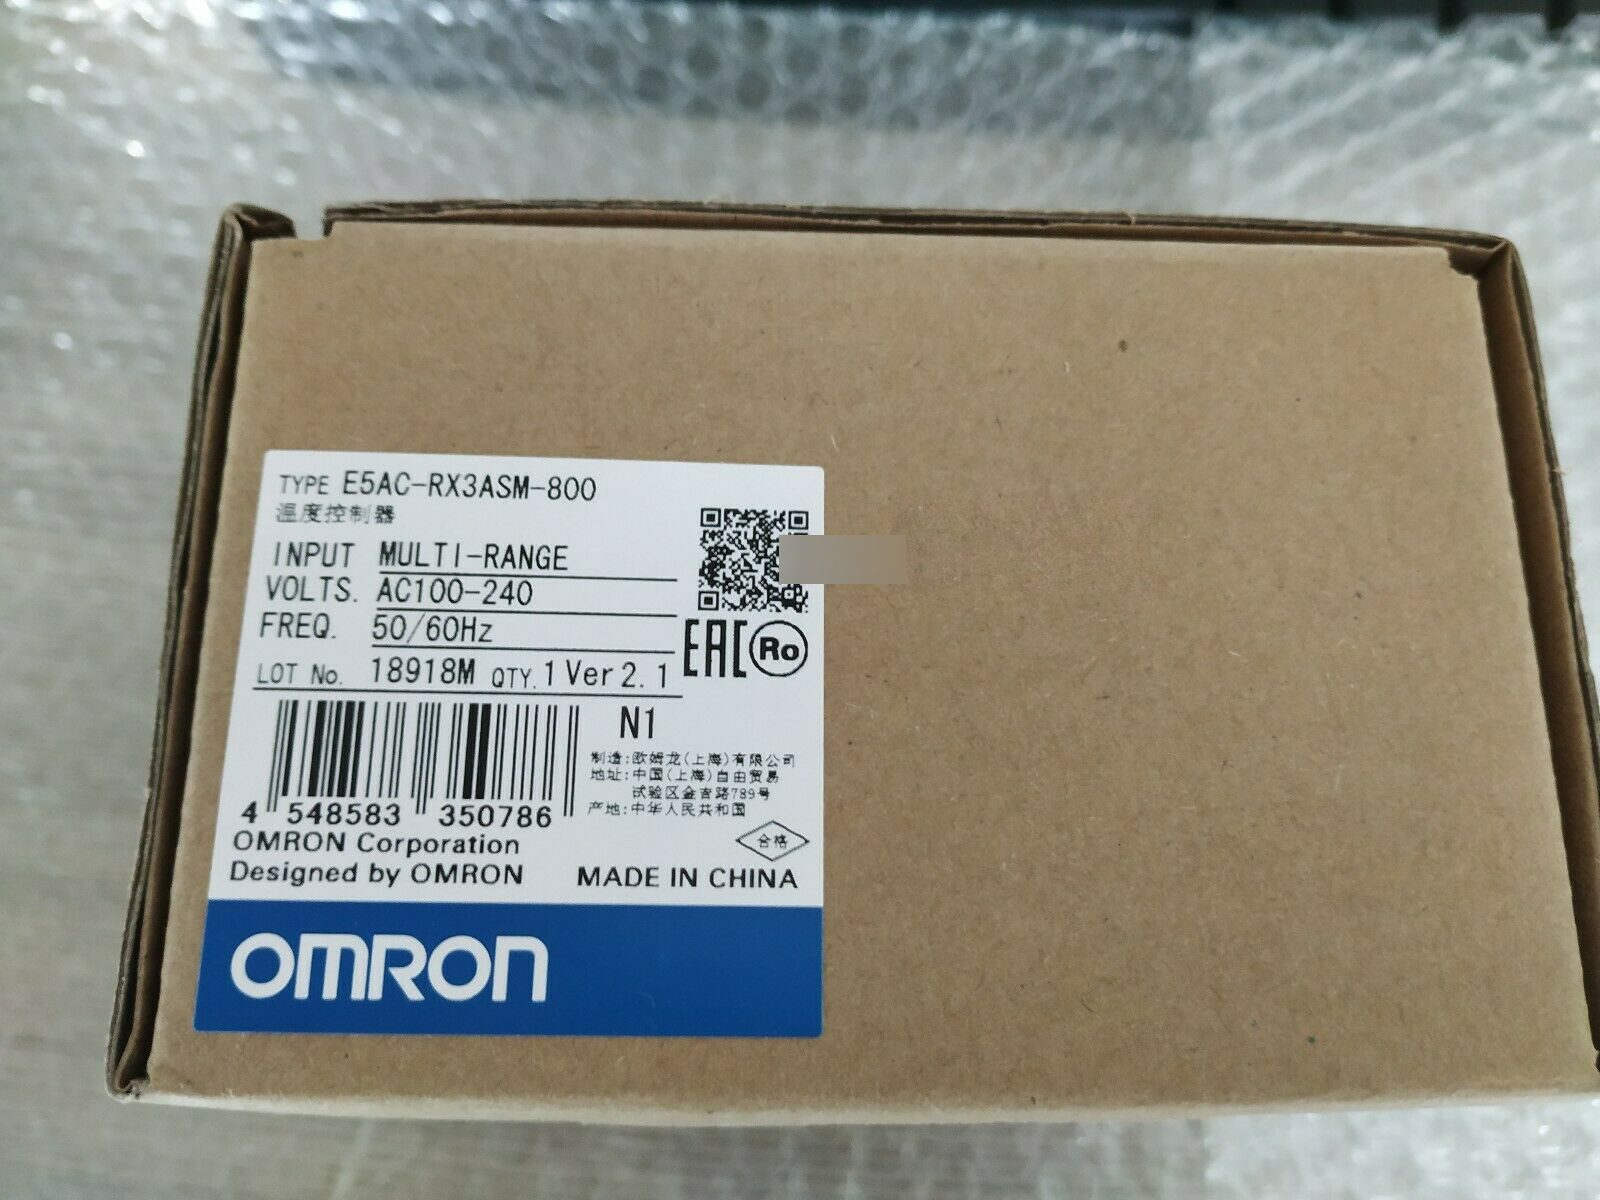 TYPE E5AC-RX3ASM-800
温度控制器
INPUT MULTI-RANGE
VOLTS. AC100-240
FREQ. 50/60Hz
LOT No. 18918M QTY. 1 Ver 2.1
EAC Ro
N1
制造:欧姆龙(上海)有限公司
地址:中国(上海)自由贸易
试验区金吉路789号
产地:中华人民共和国
4 548583 350786
合格
OMRON Corporation
Designed by OMRON MADE IN CHINA
OMRON